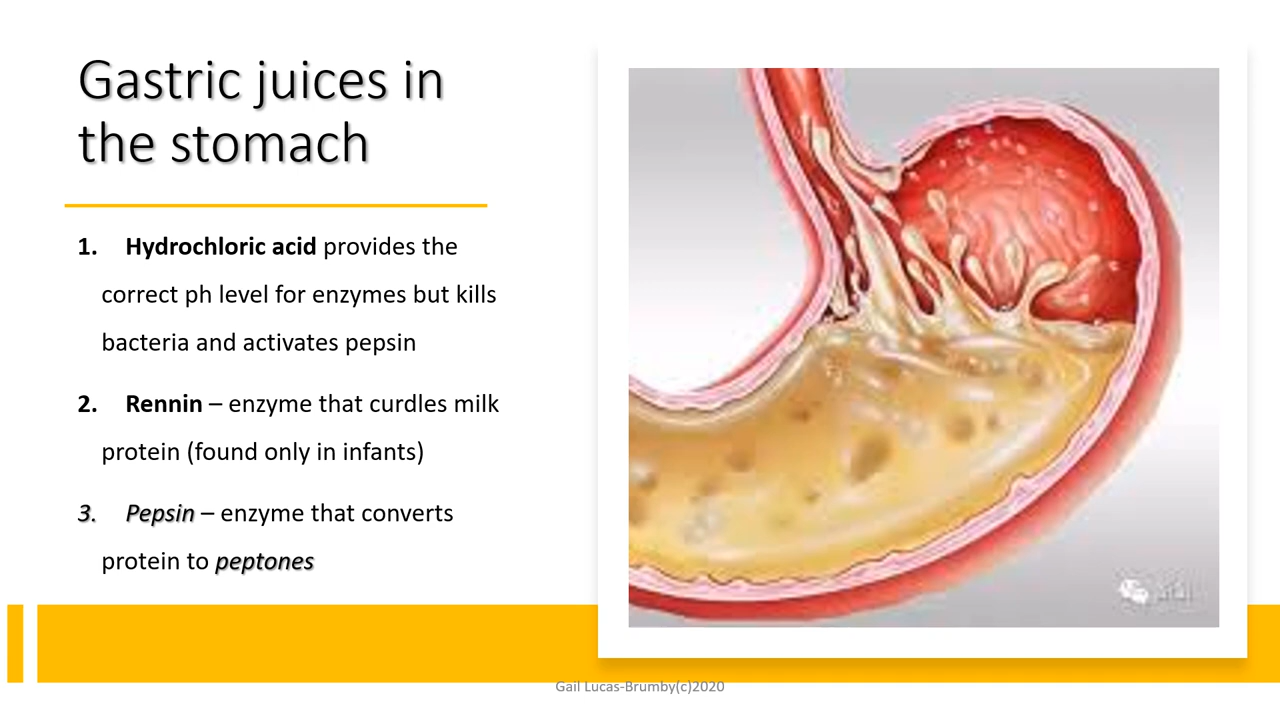 Gastric juices in
the stomach
1. Hydrochloric acid provides the
correct ph level for enzymes but kills
bacteria and activates pepsin
2. Rennin – enzyme that curdles milk
protein (found only in infants)
3. Pepsin – enzyme that converts
protein to peptones
Gail Lucas-Brumby(c)2020